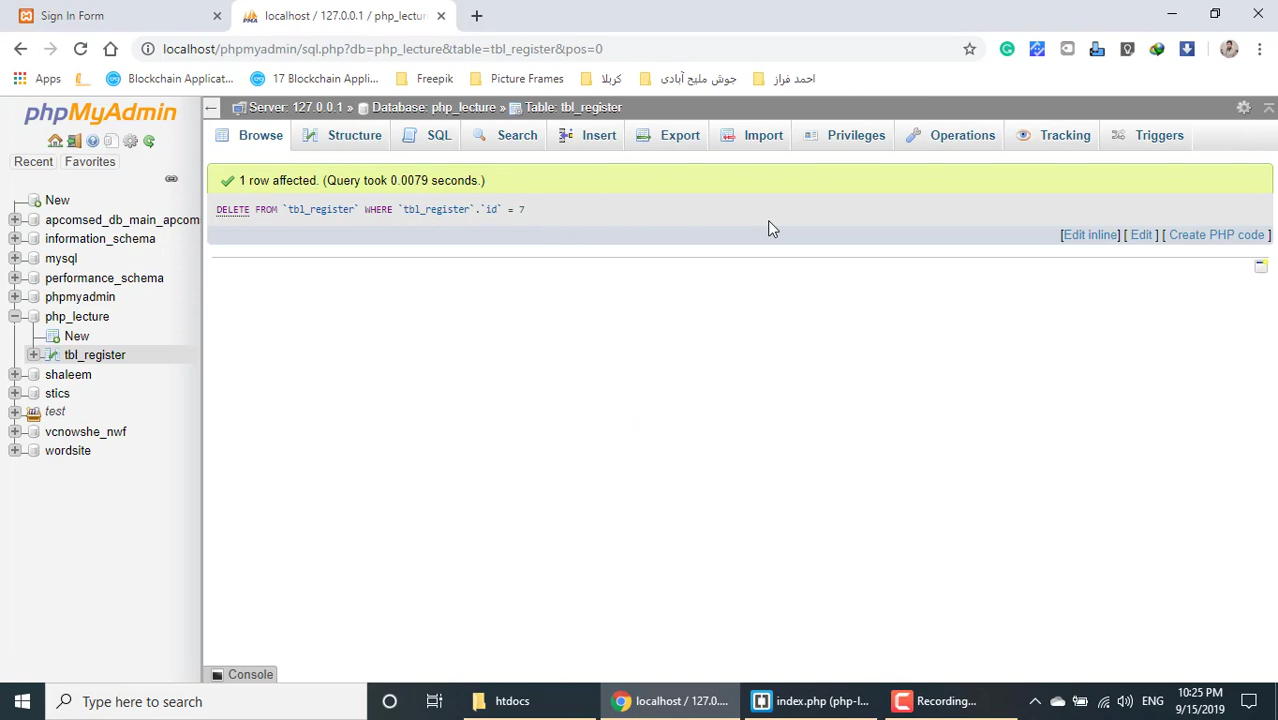 Sign In Form
localhost / 127.0.0.1 / php_lectu
localhost/phpmyadmin/sql.php?db=php_lecture&table=tbl_register&pos=0
Apps
Blockchain Applicat...
17 Blockchain Appli...
Freepik
Picture Frames
کربلا
جوش ملیح آبادی
احمد فراز
phpMyAdmin
Recent
Favorites
New
apcomsed_db_main_apcom
information_schema
mysql
performance_schema
phpmyadmin
php_lecture
New
tbl_register
shaleem
stics
test
vcnowshe_nwf
wordsite
Server: 127.0.0.1 » Database: php_lecture » Table: tbl_register
Browse
Structure
SQL
Search
Insert
Export
Import
Privileges
Operations
Tracking
Triggers
1 row affected. (Query took 0.0079 seconds.)
DELETE FROM `tbl_register` WHERE `tbl_register`.`id` = 7
[Edit inline] [ Edit ] [ Create PHP code ]
Console
Type here to search
htdocs
localhost / 127.0....
index.php (php-l...
Recording...
ENG
10:25 PM
9/15/2019